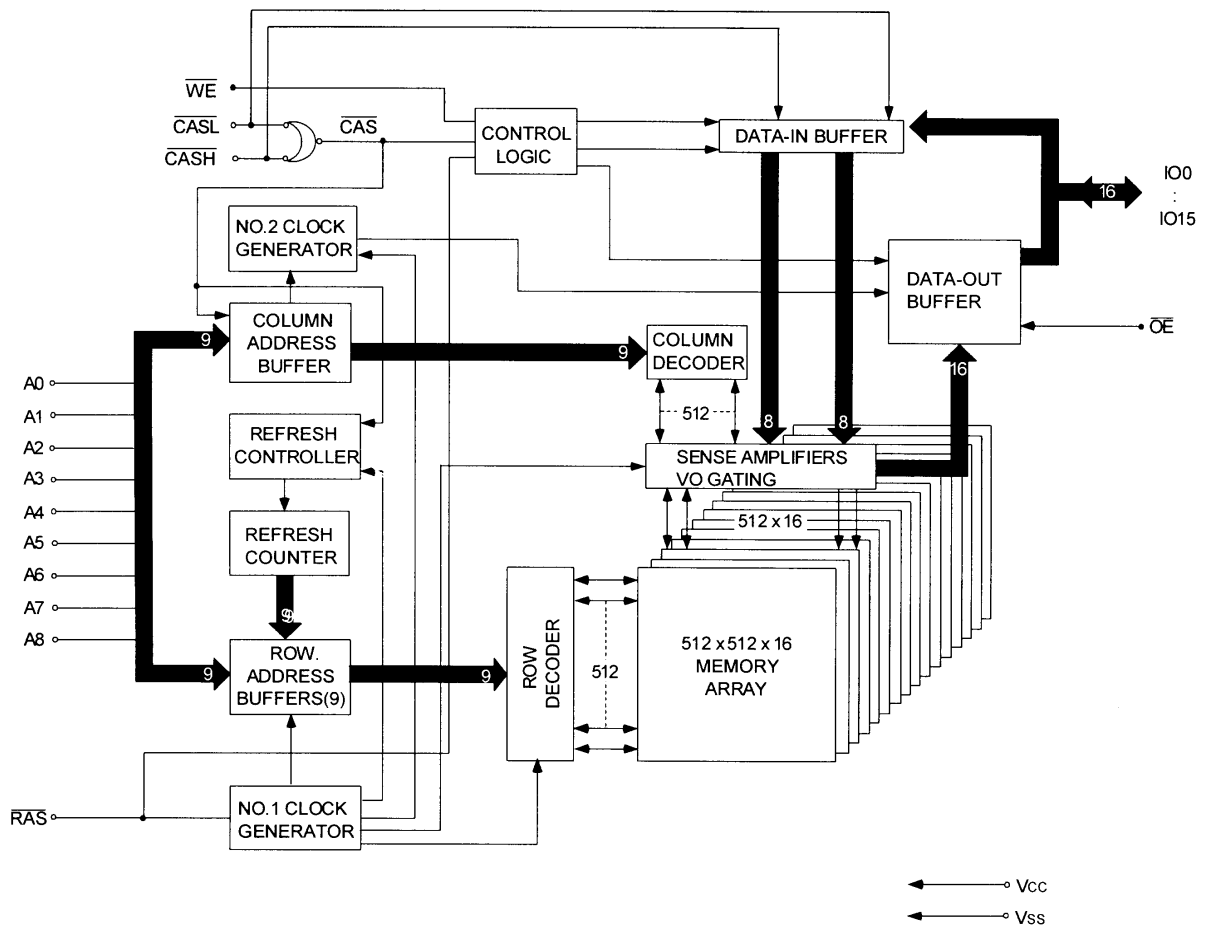 WE
CASL
CASH
CAS
CONTROL
LOGIC
DATA-IN BUFFER
16
IO0
:
IO15
NO.2 CLOCK
GENERATOR
DATA-OUT
BUFFER
OE
COLUMN
ADDRESS
BUFFER
9
9
COLUMN
DECODER
16
A0
A1
A2
A3
A4
A5
A6
A7
A8
512
8
8
REFRESH
CONTROLLER
SENSE AMPLIFIERS
VO GATING
REFRESH
COUNTER
512 x 16
9
9
ROW.
ADDRESS
BUFFERS(9)
9
ROW
DECODER
512
512 x 512 x 16
MEMORY
ARRAY
RAS
NO.1 CLOCK
GENERATOR
Vcc
Vss